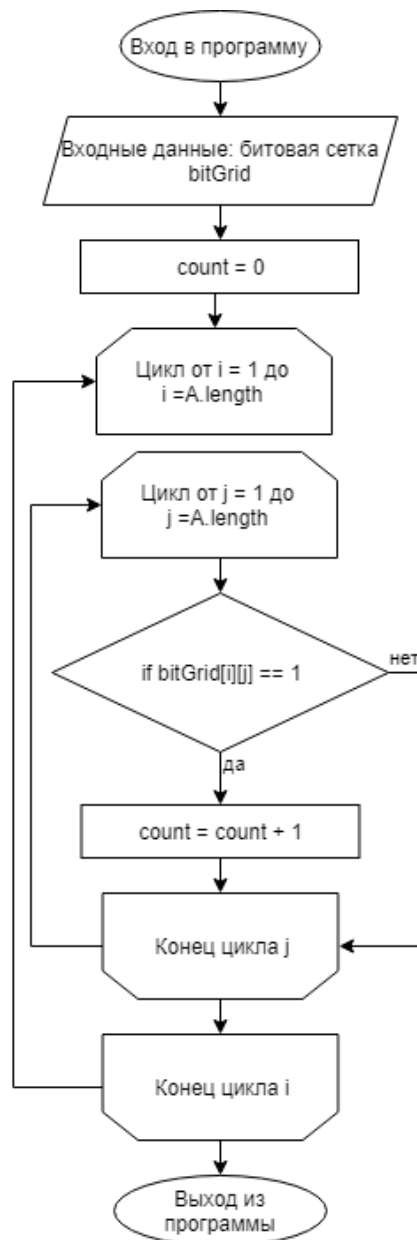 Вход в программу
Входные данные: битовая сетка
bitGrid
count = 0
Цикл от i = 1 до
i =A.length
Цикл от j = 1 до
j =A.length
if bitGrid[i][j] == 1
нет
да
count = count + 1
Конец цикла j
Конец цикла i
Выход из
программы